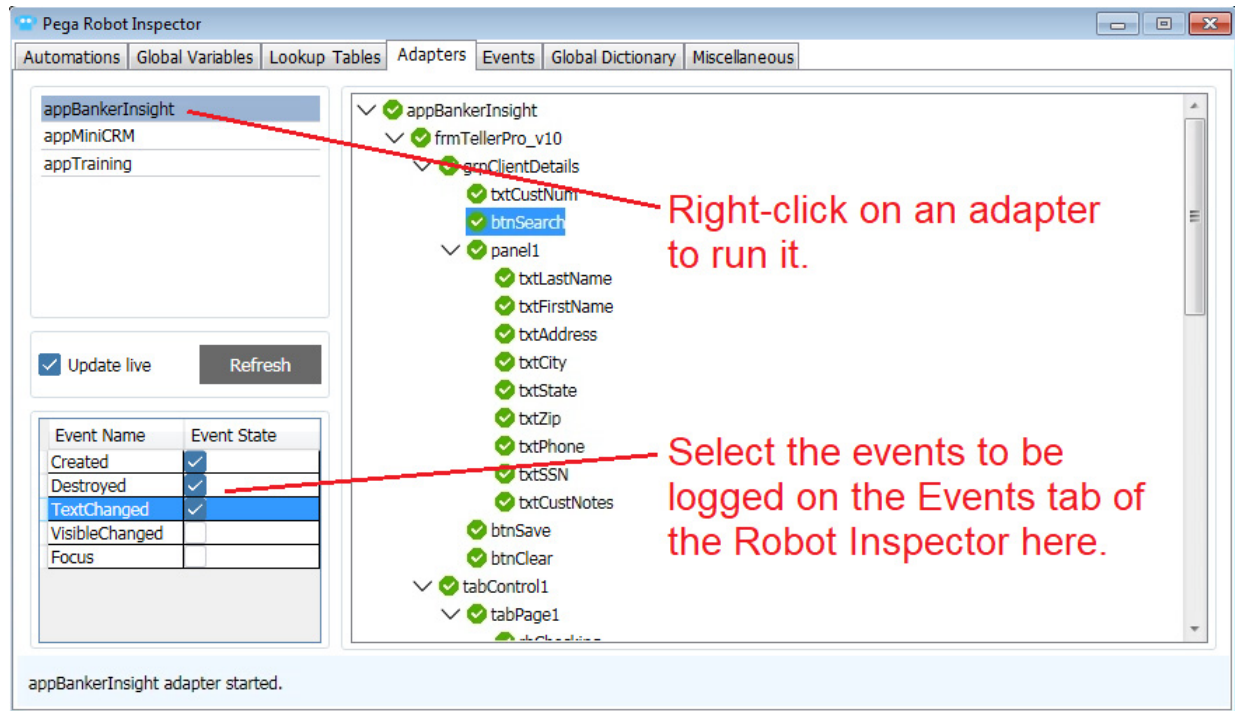 Pega Robot Inspector
Automations Global Variables Lookup Tables Adapters Events Global Dictionary Miscellaneous
appBankerInsight
appMiniCRM
appTraining
Update live Refresh
Event Name Event State
Created
Destroyed
TextChanged
VisibleChanged
Focus
appBankerInsight
frmTellerPro_v10
grpClientDetails
txtCustNum
btnSearch
panel1
txtLastName
txtFirstName
txtAddress
txtCity
txtState
txtZip
txtPhone
txtSSN
txtCustNotes
btnSave
btnClear
tabControl1
tabPage1
Right-click on an adapter
to run it.
Select the events to be
logged on the Events tab of
the Robot Inspector here.
appBankerInsight adapter started.